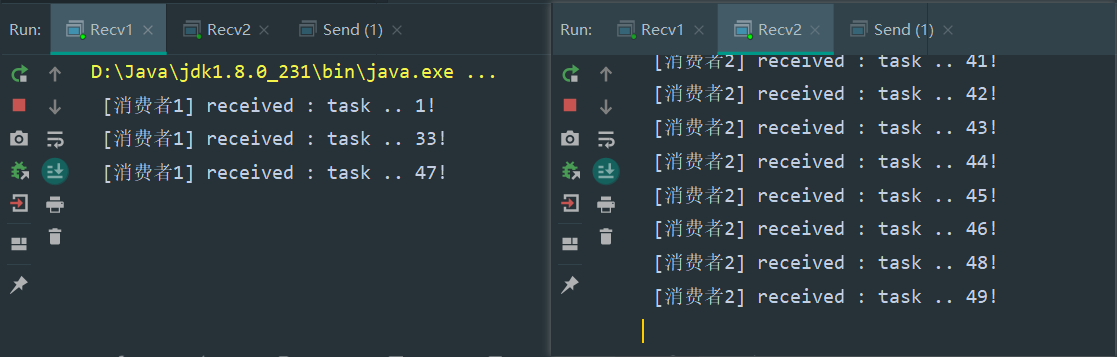 Run: Recv1 × Recv2 × Send (1) ×
D:\Java\jdk1.8.0_231\bin\java.exe ...
[消费者1] received : task .. 1!
[消费者1] received : task .. 33!
[消费者1] received : task .. 47!
Run: Recv1 × Recv2 × Send (1) ×
[消费者2] received : task .. 41!
[消费者2] received : task .. 42!
[消费者2] received : task .. 43!
[消费者2] received : task .. 44!
[消费者2] received : task .. 45!
[消费者2] received : task .. 46!
[消费者2] received : task .. 48!
[消费者2] received : task .. 49!